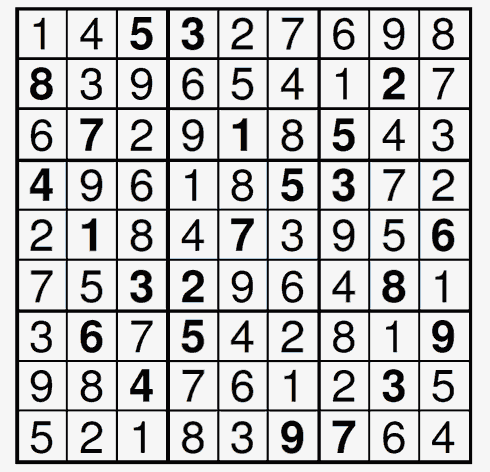 1 4 5 3 2 7 6 9 8
8 3 9 6 5 4 1 2 7
6 7 2 9 1 8 5 4 3
4 9 6 1 8 5 3 7 2
2 1 8 4 7 3 9 5 6
7 5 3 2 9 6 4 8 1
3 6 7 5 4 2 8 1 9
9 8 4 7 6 1 2 3 5
5 2 1 8 3 9 7 6 4